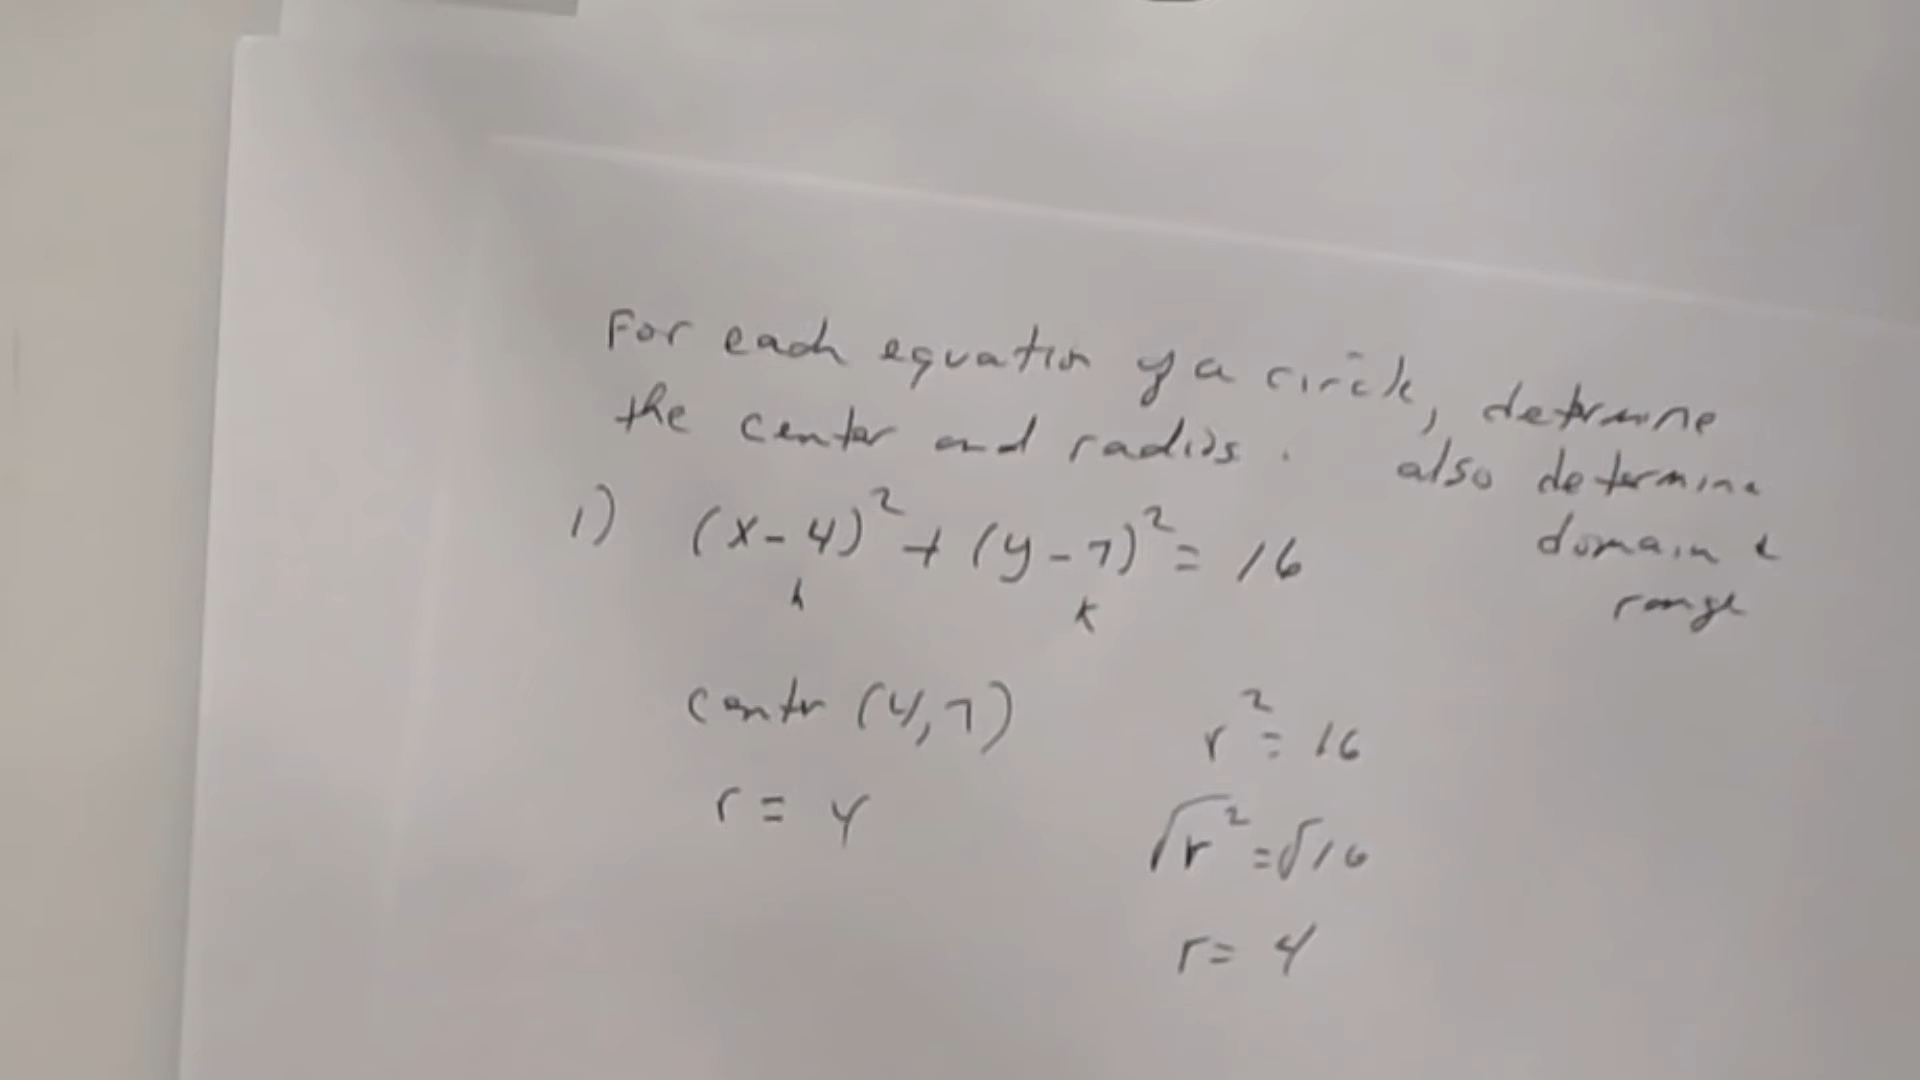 For each equation of a circle, determine
the center and radius. also determine
domain &
range
1) (x-4)² + (y-7)² = 16
h k
center (4,7)
r = 4
r² = 16
√r² = √16
r = 4